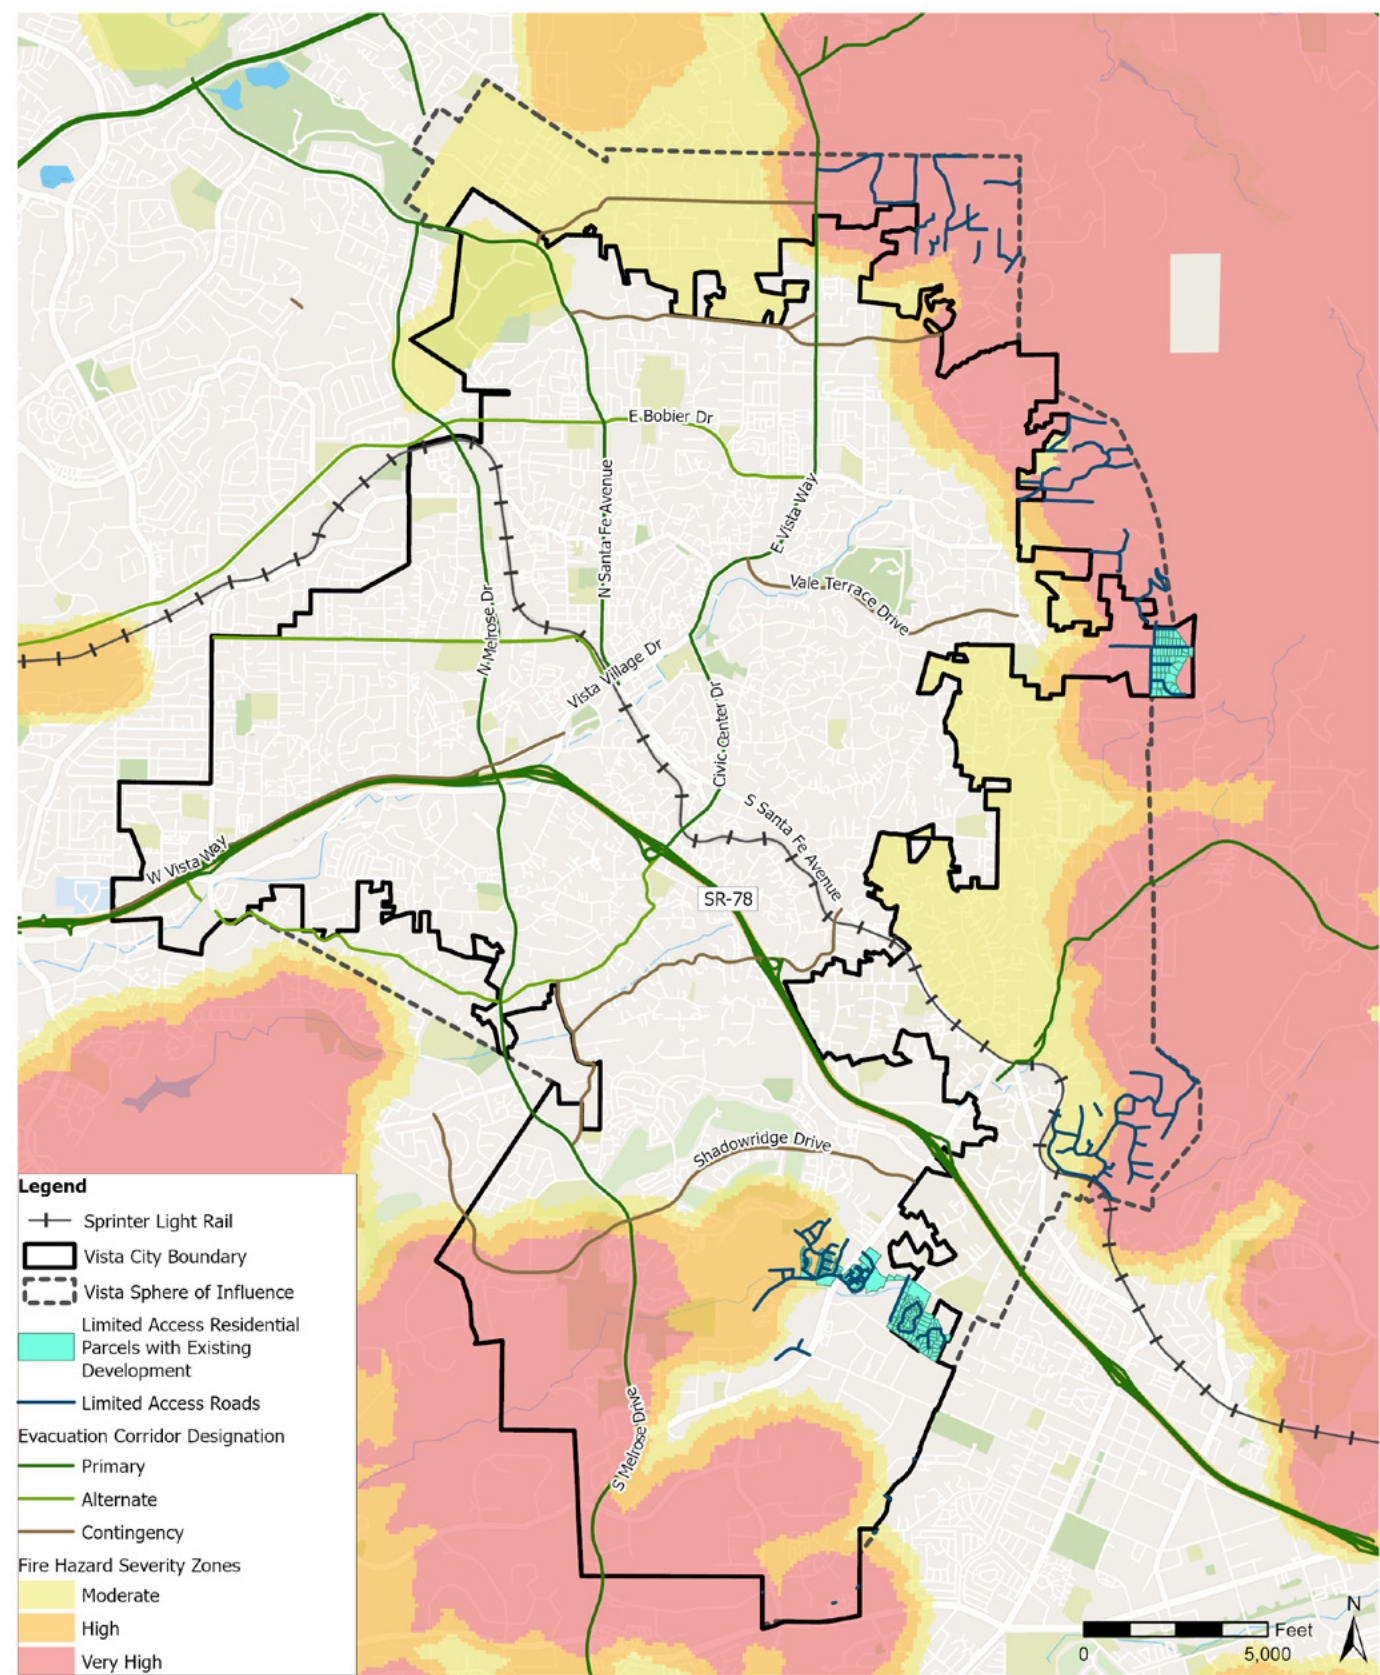 E Bobier Dr
N Santa Fe Avenue
E Vista Way
Vale Terrace Drive
N Melrose Dr
Vista Village Dr
Civic Center Dr
S Santa Fe Avenue
W Vista Way
SR-78
Shadowridge Drive
S Melrose Drive
Legend
Sprinter Light Rail
Vista City Boundary
Vista Sphere of Influence
Limited Access Residential
Parcels with Existing
Development
Limited Access Roads
Evacuation Corridor Designation
Primary
Alternate
Contingency
Fire Hazard Severity Zones
Moderate
High
Very High
N
Feet
0 5,000